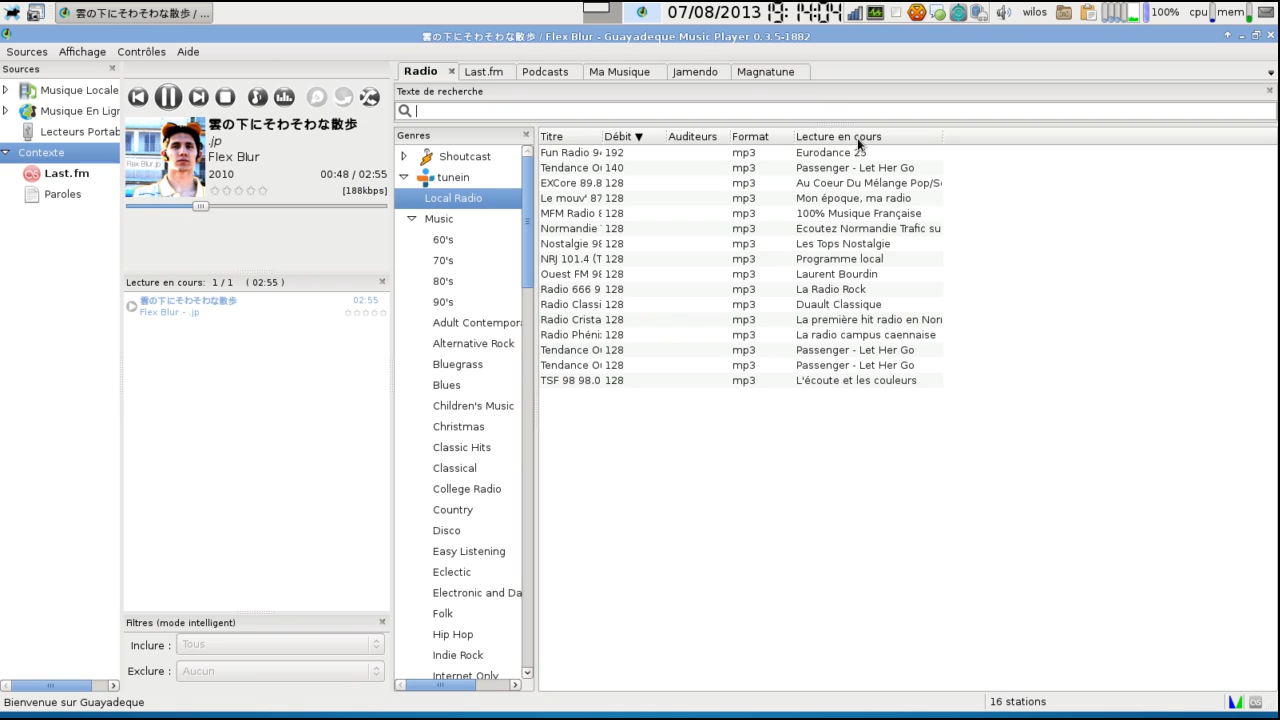 雲の下にそわそわな散歩 / ...
07/08/2013 19:14:04
wilos
100% cpu mem
雲の下にそわそわな散歩 / Flex Blur - Guayadeque Music Player 0.3.5-1882
Sources Affichage Contrôles Aide
Sources
Musique Locale
Musique En Lign
Lecteurs Portab
Contexte
Last.fm
Paroles
雲の下にそわそわな散歩
.jp
Flex Blur
2010 00:48 / 02:55
[188kbps]
Lecture en cours: 1 / 1 ( 02:55 )
雲の下にそわそわな散歩 02:55
Flex Blur - .jp
Filtres (mode intelligent)
Inclure : Tous
Exclure : Aucun
Radio Last.fm Podcasts Ma Musique Jamendo Magnatune
Texte de recherche
Genres
Shoutcast
tunein
Local Radio
Music
60's
70's
80's
90's
Adult Contempora
Alternative Rock
Bluegrass
Blues
Children's Music
Christmas
Classic Hits
Classical
College Radio
Country
Disco
Easy Listening
Eclectic
Electronic and Da
Folk
Hip Hop
Indie Rock
Internet Only
Titre Débit ▼ Auditeurs Format Lecture en cours
Fun Radio 94 192 mp3 Eurodance 25
Tendance Ou 140 mp3 Passenger - Let Her Go
EXCore 89.8 128 mp3 Au Coeur Du Mélange Pop/So
Le mouv' 87 128 mp3 Mon époque, ma radio
MFM Radio 128 mp3 100% Musique Française
Normandie 128 mp3 Ecoutez Normandie Trafic su
Nostalgie 98 128 mp3 Les Tops Nostalgie
NRJ 101.4 (T 128 mp3 Programme local
Ouest FM 98 128 mp3 Laurent Bourdin
Radio 666 9 128 mp3 La Radio Rock
Radio Classi 128 mp3 Duault Classique
Radio Crista 128 mp3 La première hit radio en Norr
Radio Phéni 128 mp3 La radio campus caennaise
Tendance Ou 128 mp3 Passenger - Let Her Go
Tendance Ou 128 mp3 Passenger - Let Her Go
TSF 98 98.0 128 mp3 L'écoute et les couleurs
Bienvenue sur Guayadeque
16 stations